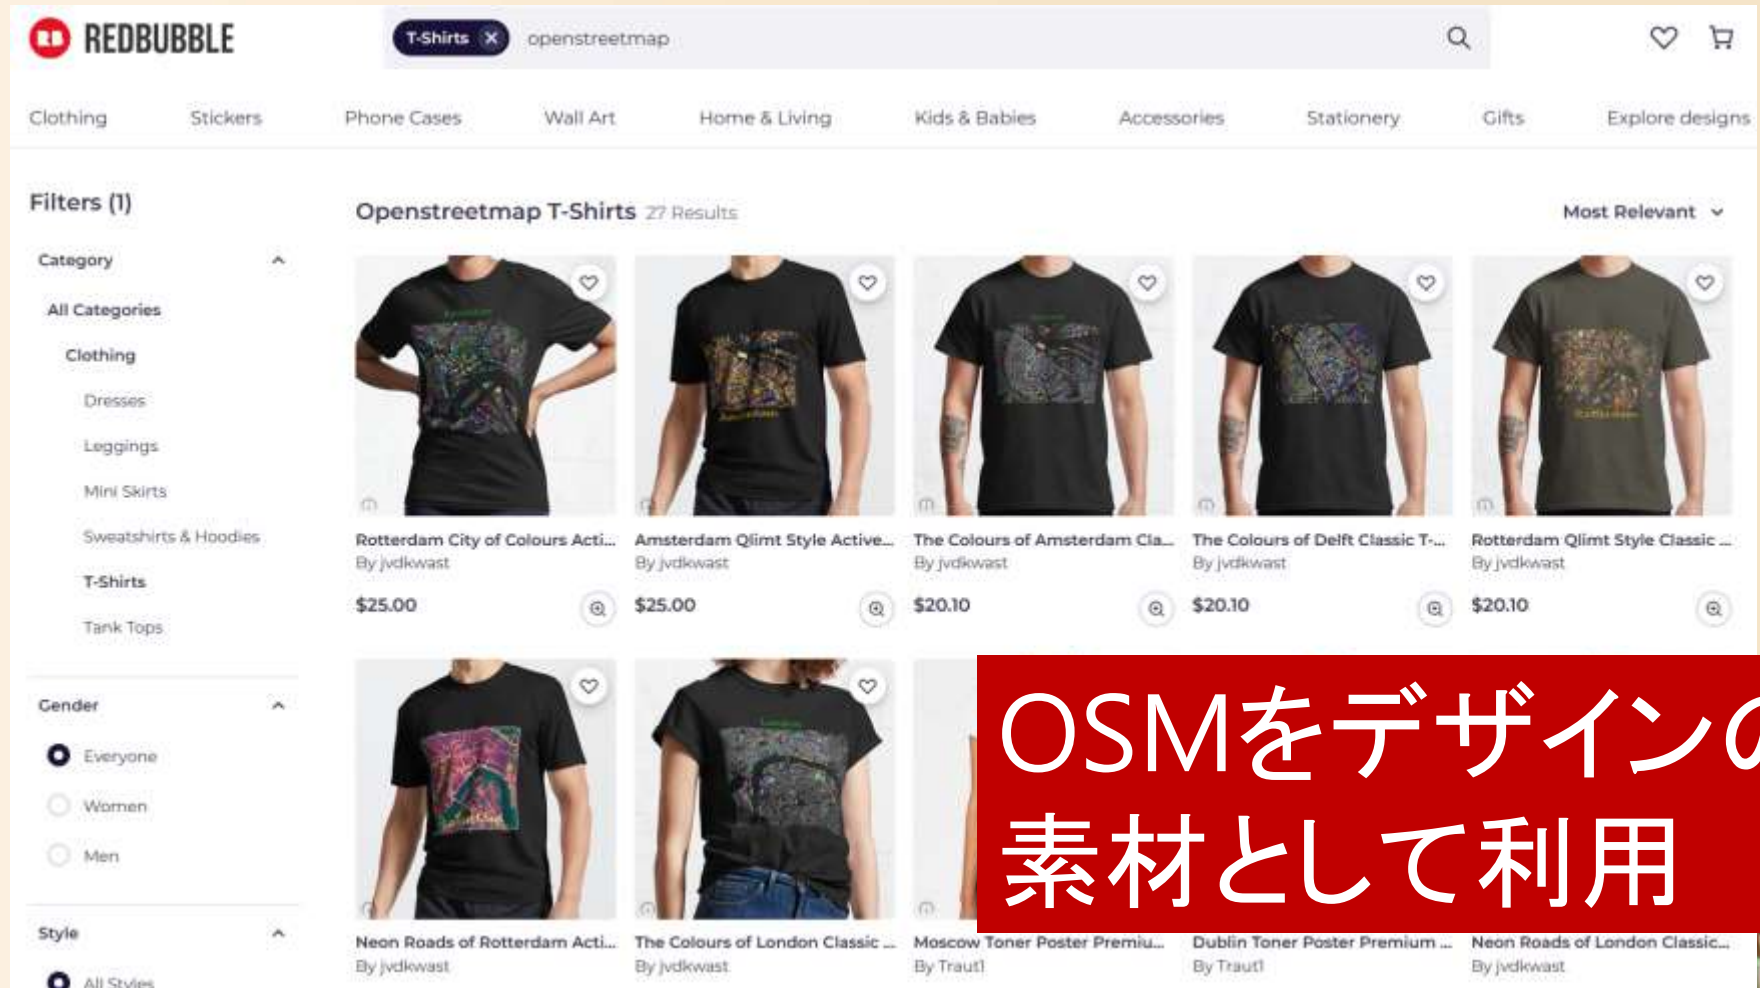 REDBUBBLE
T-Shirts × openstreetmap
Clothing Stickers Phone Cases Wall Art Home & Living Kids & Babies Accessories Stationery Gifts Explore designs
Filters (1)
Openstreetmap T-Shirts 27 Results
Most Relevant
Category
All Categories
Clothing
Dresses
Leggings
Mini Skirts
Sweatshirts & Hoodies
T-Shirts
Tank Tops
Gender
Everyone
Women
Men
Style
All Styles
Rotterdam City of Colours Acti...
By jvdkwast
$25.00
Amsterdam Qlimt Style Active...
By jvdkwast
$25.00
The Colours of Amsterdam Cla...
By jvdkwast
$20.10
The Colours of Delft Classic T-...
By jvdkwast
$20.10
Rotterdam Qlimt Style Classic ...
By jvdkwast
$20.10
Neon Roads of Rotterdam Acti...
By jvdkwast
The Colours of London Classic ...
By jvdkwast
Moscow Toner Poster Premiu...
By Traut1
Dublin Toner Poster Premium ...
By Traut1
Neon Roads of London Classic...
By jvdkwast
OSMをデザインの
素材として利用